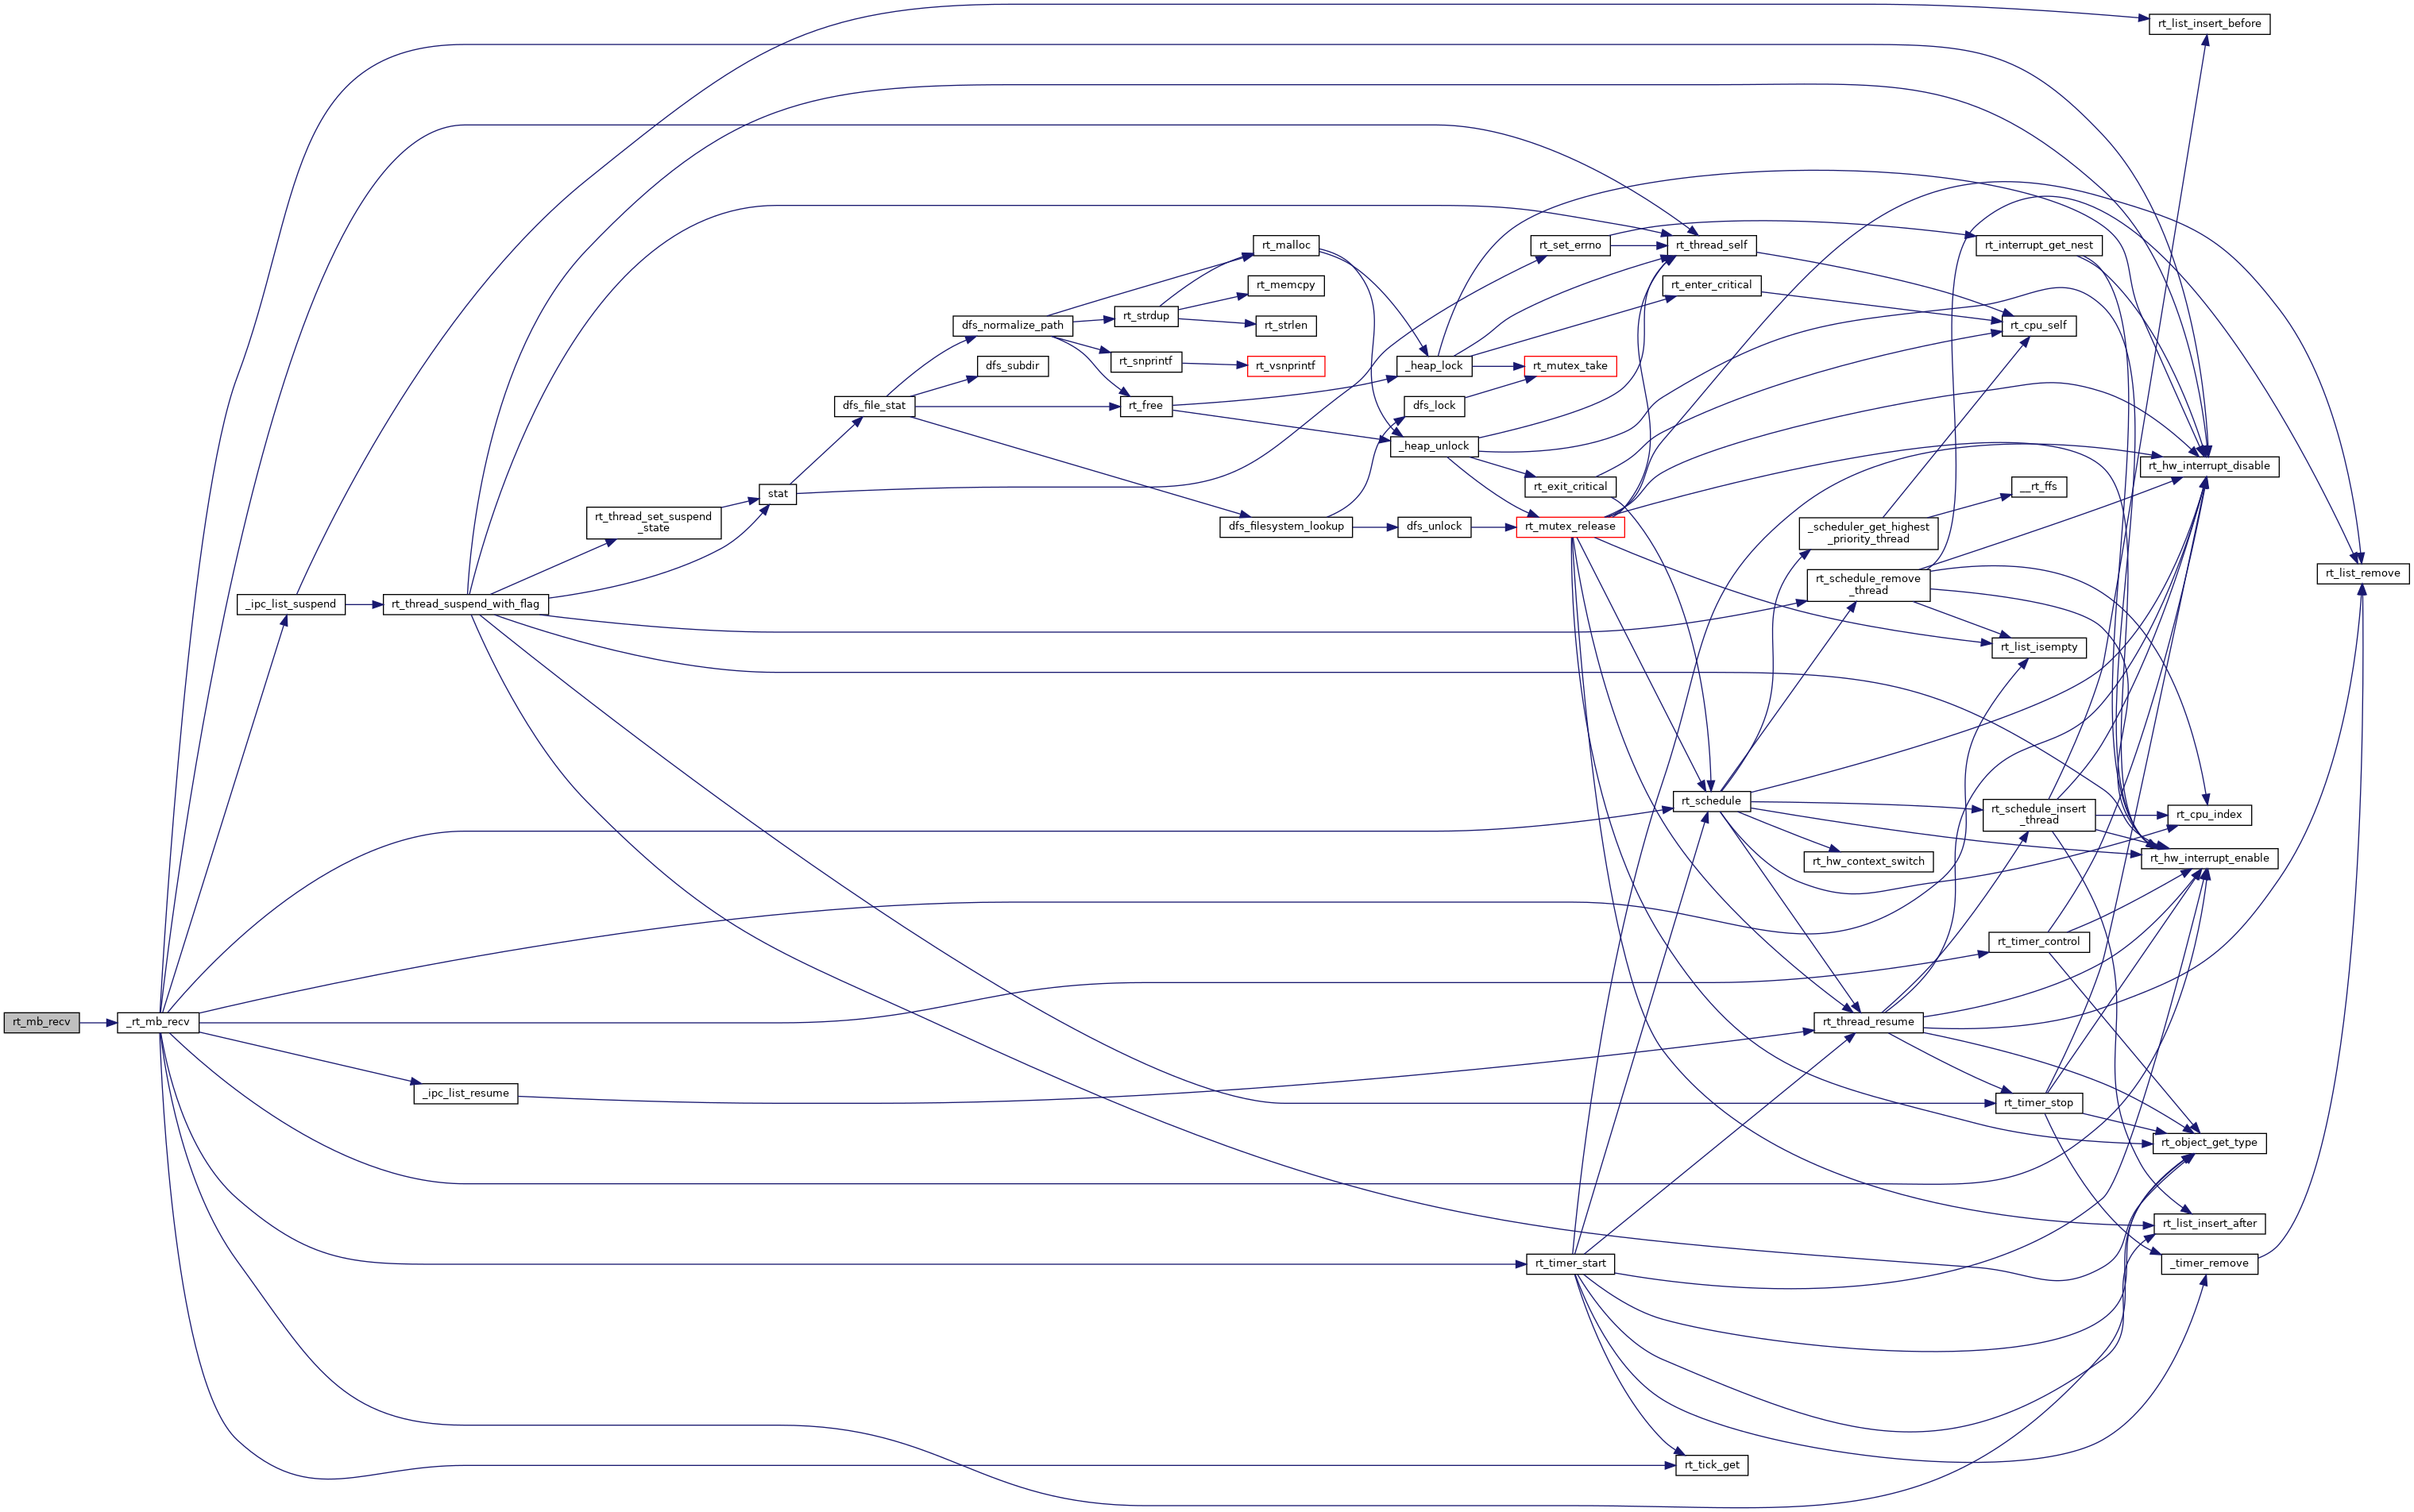 rt_list_insert_before
rt_malloc
rt_set_errno
rt_thread_self
rt_interrupt_get_nest
rt_memcpy
rt_enter_critical
rt_strdup
dfs_normalize_path
rt_strlen
rt_cpu_self
rt_snprintf
dfs_subdir
rt_vsnprintf
_heap_lock
rt_mutex_take
dfs_file_stat
rt_free
dfs_lock
_heap_unlock
rt_hw_interrupt_disable
stat
rt_exit_critical
__rt_ffs
rt_thread_set_suspend
_state
dfs_filesystem_lookup
dfs_unlock
rt_mutex_release
_scheduler_get_highest
_priority_thread
rt_list_remove
rt_schedule_remove
_thread
_ipc_list_suspend
rt_thread_suspend_with_flag
rt_list_isempty
rt_schedule
rt_schedule_insert
_thread
rt_cpu_index
rt_hw_context_switch
rt_hw_interrupt_enable
rt_timer_control
rt_mb_recv
_rt_mb_recv
rt_thread_resume
_ipc_list_resume
rt_timer_stop
rt_object_get_type
rt_list_insert_after
rt_timer_start
_timer_remove
rt_tick_get